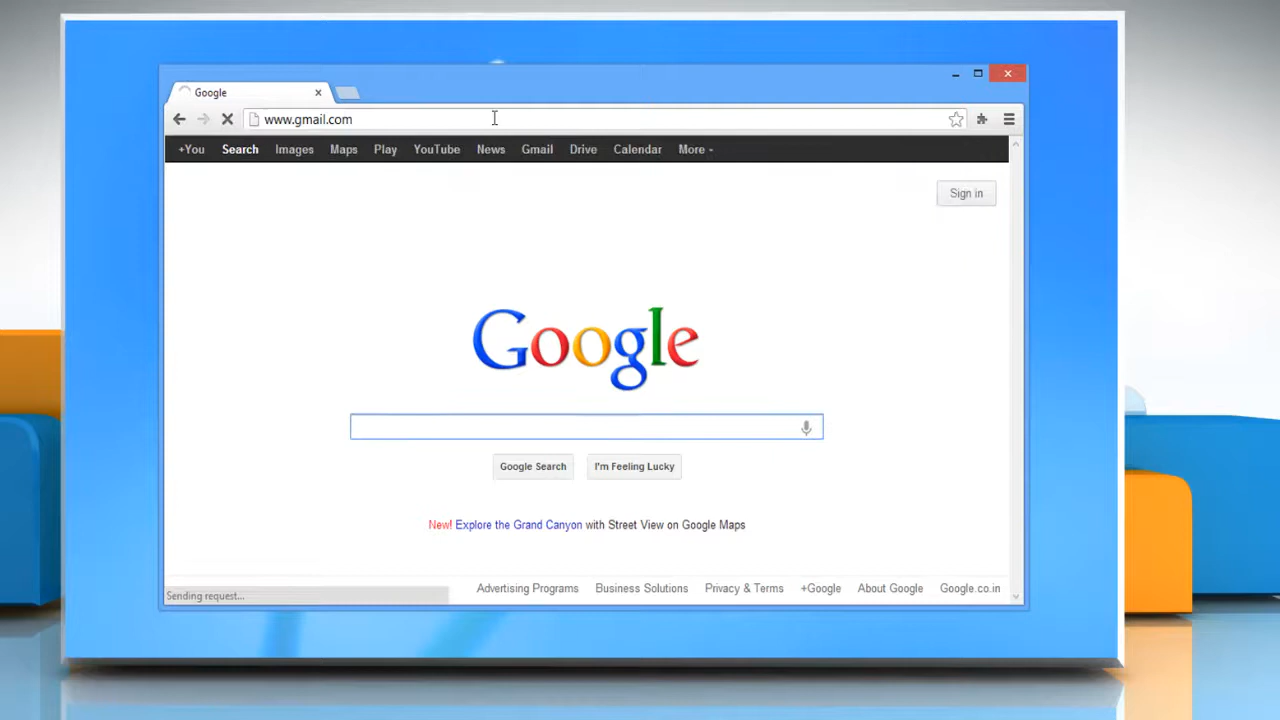 Google
www.gmail.com
+You Search Images Maps Play YouTube News Gmail Drive Calendar More
Sign in
Google
Google Search I'm Feeling Lucky
New! Explore the Grand Canyon with Street View on Google Maps
Advertising Programs Business Solutions Privacy & Terms +Google About Google Google.co.in
Sending request...